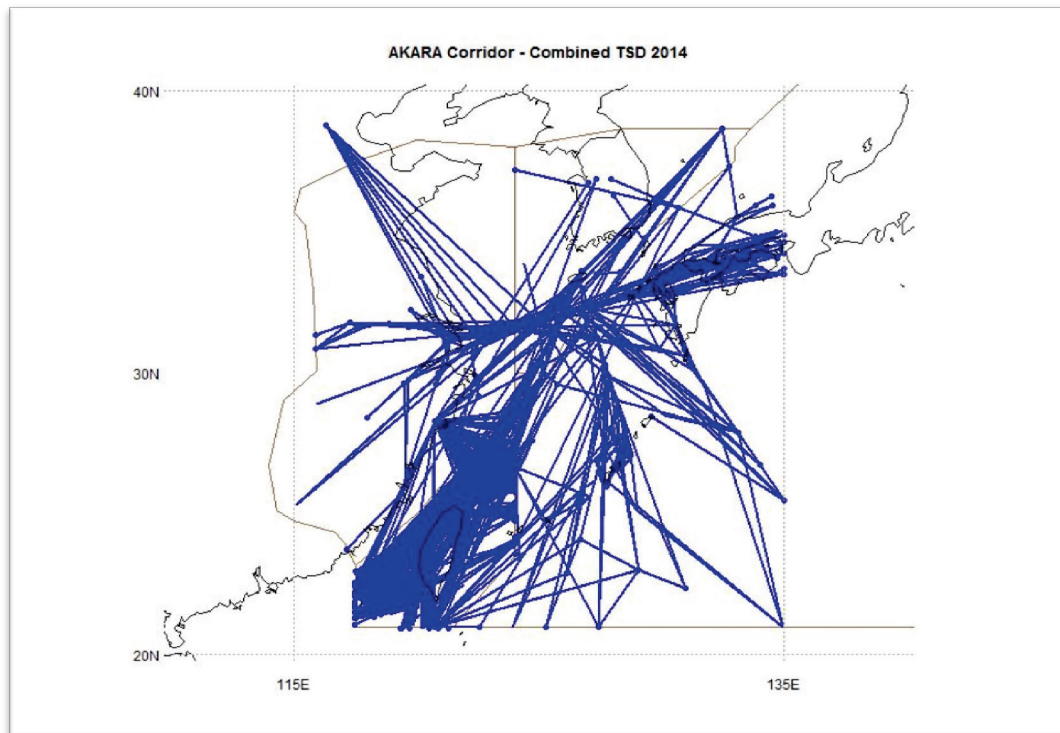 AKARA Corridor - Combined TSD 2014
40N
30N
20N
115E
135E